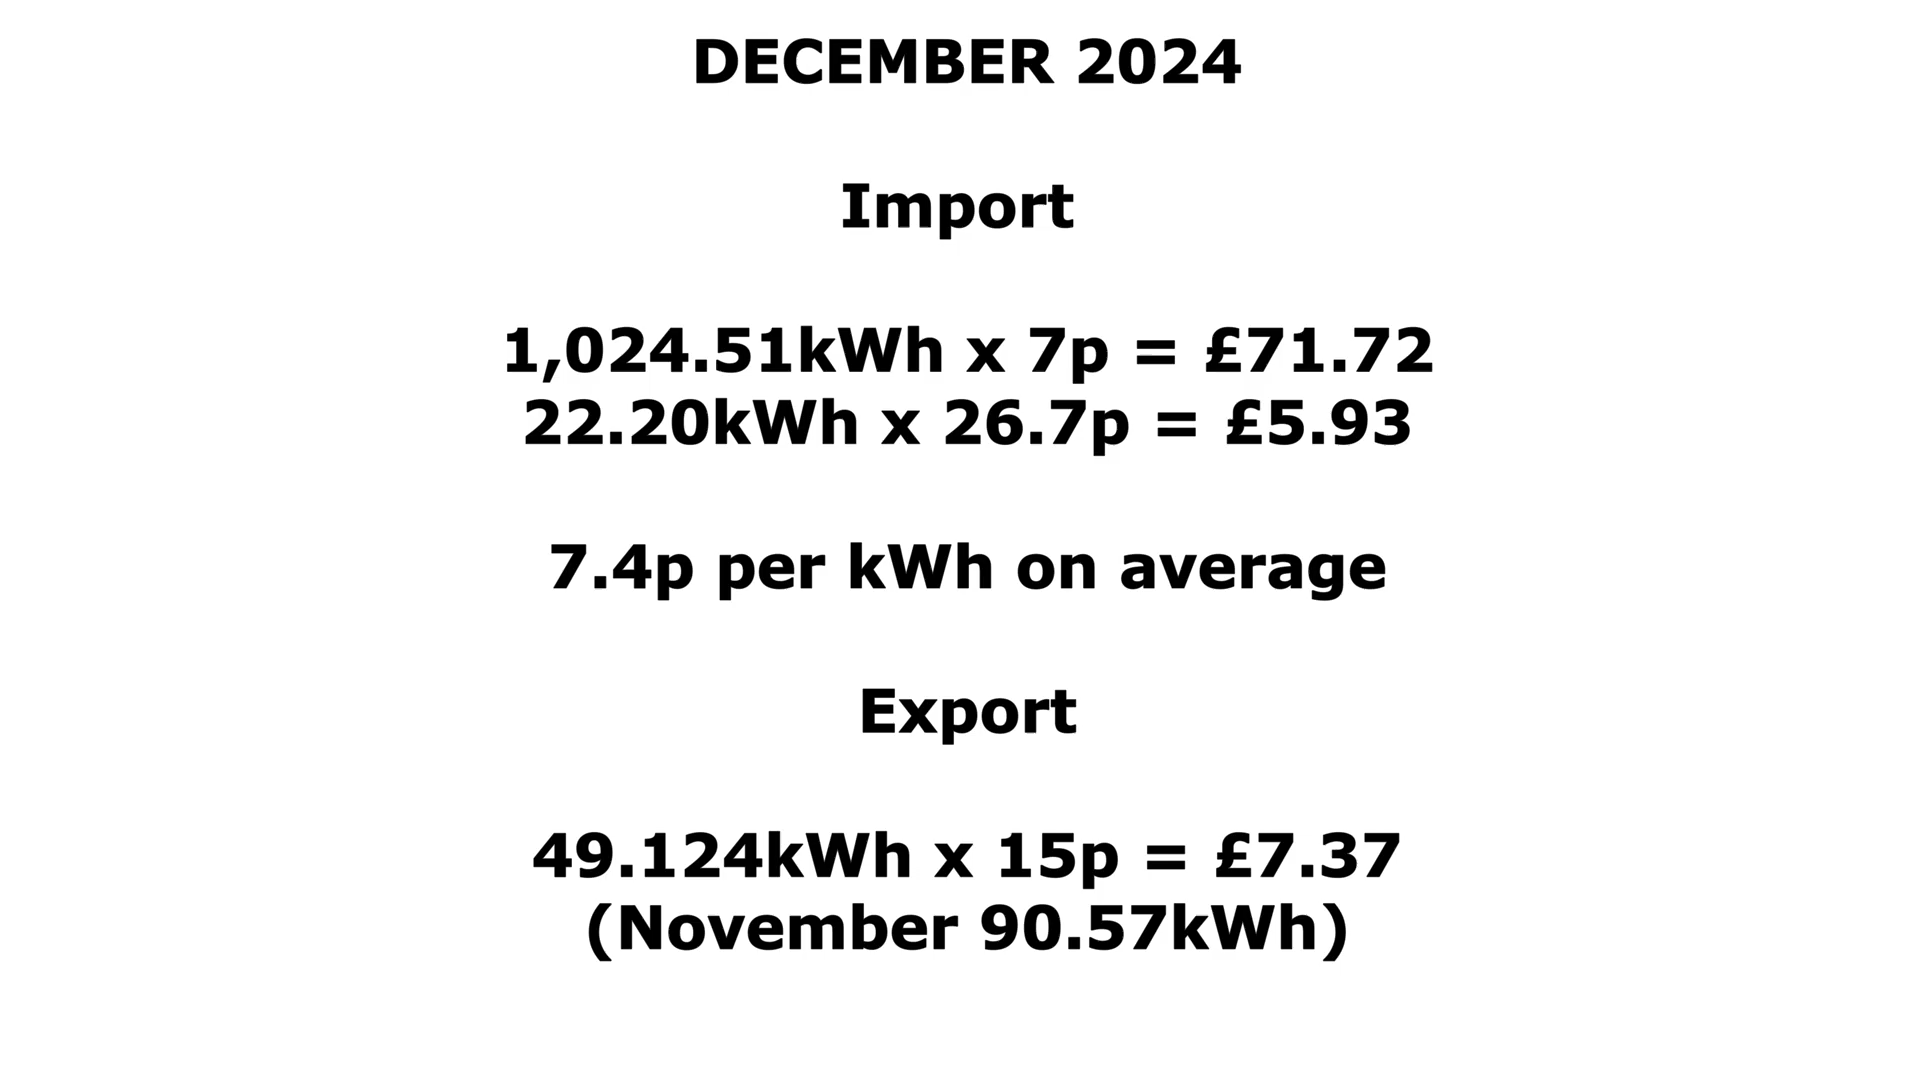 DECEMBER 2024
Import
1,024.51kWh x 7p = £71.72
22.20kWh x 26.7p = £5.93
7.4p per kWh on average
Export
49.124kWh x 15p = £7.37
(November 90.57kWh)